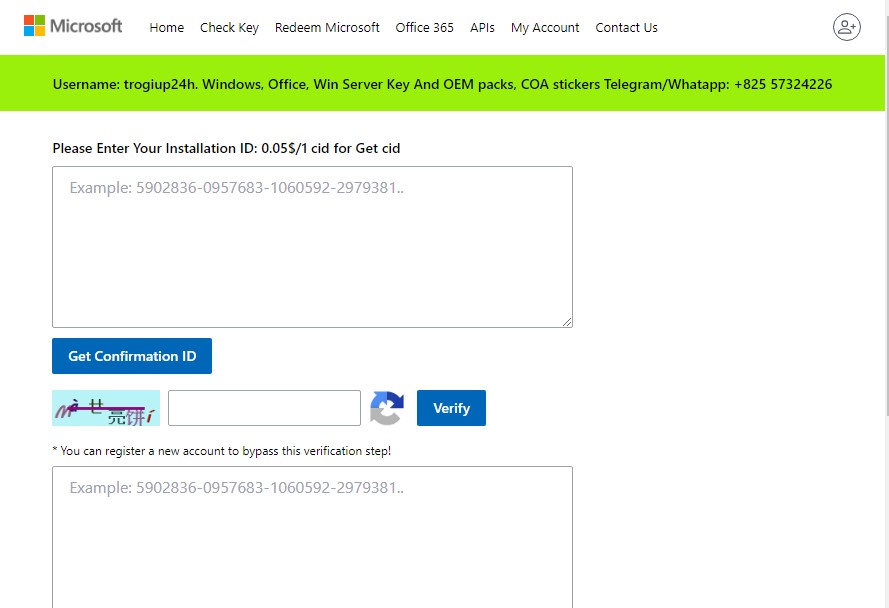 Microsoft Home Check Key Redeem Microsoft Office 365 APIs My Account Contact Us
Username: trogiup24h. Windows, Office, Win Server Key And OEM packs, COA stickers Telegram/Whatapp: +825 57324226
Please Enter Your Installation ID: 0.05$/1 cid for Get cid
Example: 5902836-0957683-1060592-2979381..
Get Confirmation ID
Verify
* You can register a new account to bypass this verification step!
Example: 5902836-0957683-1060592-2979381..